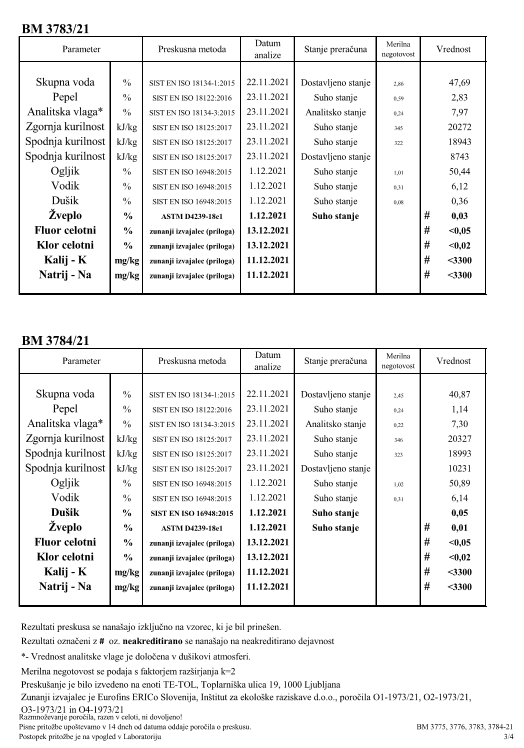 BM 3783/21
Parameter Preskusna metoda Datum analize Stanje preračuna Merilna negotovost Vrednost
Skupna voda % SIST EN ISO 18134-1:2015 22.11.2021 Dostavljeno stanje 2,86 47,69
Pepel % SIST EN ISO 18122:2016 23.11.2021 Suho stanje 0,59 2,83
Analitska vlaga* % SIST EN ISO 18134-3:2015 23.11.2021 Analitsko stanje 0,24 7,97
Zgornja kurilnost kJ/kg SIST EN ISO 18125:2017 23.11.2021 Suho stanje 345 20272
Spodnja kurilnost kJ/kg SIST EN ISO 18125:2017 23.11.2021 Suho stanje 322 18943
Spodnja kurilnost kJ/kg SIST EN ISO 18125:2017 23.11.2021 Dostavljeno stanje 8743
Ogljik % SIST EN ISO 16948:2015 1.12.2021 Suho stanje 1,01 50,44
Vodik % SIST EN ISO 16948:2015 1.12.2021 Suho stanje 0,31 6,12
Dušik % SIST EN ISO 16948:2015 1.12.2021 Suho stanje 0,08 0,36
Žveplo % ASTM D4239-18e1 1.12.2021 Suho stanje # 0,03
Fluor celotni % zunanji izvajalec (priloga) 13.12.2021 # <0,05
Klor celotni % zunanji izvajalec (priloga) 13.12.2021 # <0,02
Kalij - K mg/kg zunanji izvajalec (priloga) 11.12.2021 # <3300
Natrij - Na mg/kg zunanji izvajalec (priloga) 11.12.2021 # <3300
BM 3784/21
Parameter Preskusna metoda Datum analize Stanje preračuna Merilna negotovost Vrednost
Skupna voda % SIST EN ISO 18134-1:2015 22.11.2021 Dostavljeno stanje 2,45 40,87
Pepel % SIST EN ISO 18122:2016 23.11.2021 Suho stanje 0,24 1,14
Analitska vlaga* % SIST EN ISO 18134-3:2015 23.11.2021 Analitsko stanje 0,22 7,30
Zgornja kurilnost kJ/kg SIST EN ISO 18125:2017 23.11.2021 Suho stanje 346 20327
Spodnja kurilnost kJ/kg SIST EN ISO 18125:2017 23.11.2021 Suho stanje 323 18993
Spodnja kurilnost kJ/kg SIST EN ISO 18125:2017 23.11.2021 Dostavljeno stanje 10231
Ogljik % SIST EN ISO 16948:2015 1.12.2021 Suho stanje 1,02 50,89
Vodik % SIST EN ISO 16948:2015 1.12.2021 Suho stanje 0,31 6,14
Dušik % SIST EN ISO 16948:2015 1.12.2021 Suho stanje 0,05
Žveplo % ASTM D4239-18e1 1.12.2021 Suho stanje # 0,01
Fluor celotni % zunanji izvajalec (priloga) 13.12.2021 # <0,05
Klor celotni % zunanji izvajalec (priloga) 13.12.2021 # <0,02
Kalij - K mg/kg zunanji izvajalec (priloga) 11.12.2021 # <3300
Natrij - Na mg/kg zunanji izvajalec (priloga) 11.12.2021 # <3300
Rezultati preskusa se nanašajo izključno na vzorec, ki je bil prinešen.
Rezultati označeni z # oz. neakreditirano se nanašajo na neakreditirano dejavnost
*- Vrednost analitske vlage je določena v dušikovi atmosferi.
Merilna negotovost se podaja s faktorjem razširjanja k=2
Preskušanje je bilo izvedeno na enoti TE-TOL, Toplarniška ulica 19, 1000 Ljubljana
Zunanji izvajalec je Eurofins ERICo Slovenija, Inštitut za ekološke raziskave d.o.o., poročila O1-1973/21, O2-1973/21,
O3-1973/21 in O4-1973/21
Razmnoževanje poročila, razen v celoti, ni dovoljeno!
Pisne pritožbe upoštevamo v 14 dneh od datuma oddaje poročila o preskusu. BM 3775, 3776, 3783, 3784-21
Postopek pritožbe je na vpogled v Laboratoriju 3/4